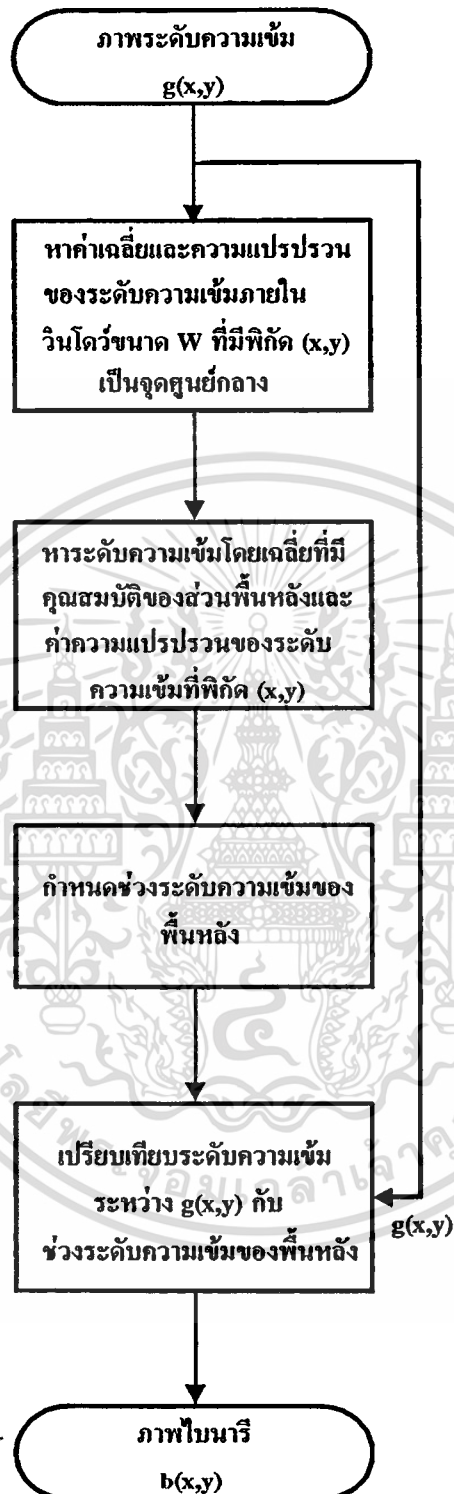 ภาพระดับความเข้ม
g(x,y)
หาค่าเฉลี่ยและความแปรปรวน
ของระดับความเข้มภายใน
วินโดว์ขนาด W ที่มีพิกัด (x,y)
เป็นจุดศูนย์กลาง
หาระดับความเข้มโดยเฉลี่ยที่มี
คุณสมบัติของส่วนพื้นหลังและ
ค่าความแปรปรวนของระดับ
ความเข้มที่พิกัด (x,y)
กำหนดช่วงระดับความเข้มของ
พื้นหลัง
เปรียบเทียบระดับความเข้ม
ระหว่าง g(x,y) กับ
ช่วงระดับความเข้มของพื้นหลัง
g(x,y)
ภาพไบนารี
b(x,y)